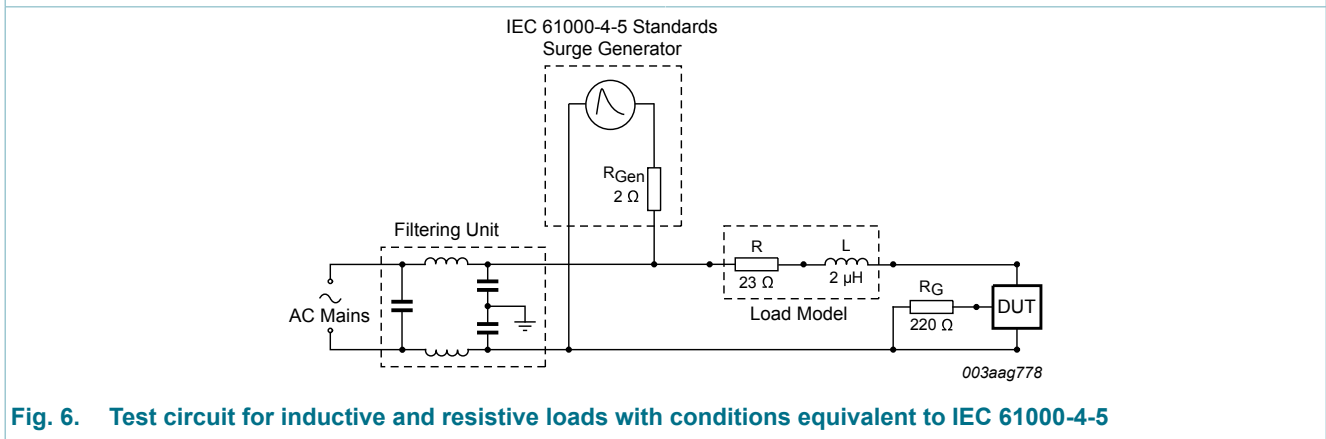 IEC 61000-4-5 Standards
Surge Generator
RGen
2 Ω
Filtering Unit
AC Mains
R
23 Ω
L
2 μH
Load Model
RG
220 Ω
DUT
003aag778
Fig. 6. Test circuit for inductive and resistive loads with conditions equivalent to IEC 61000-4-5